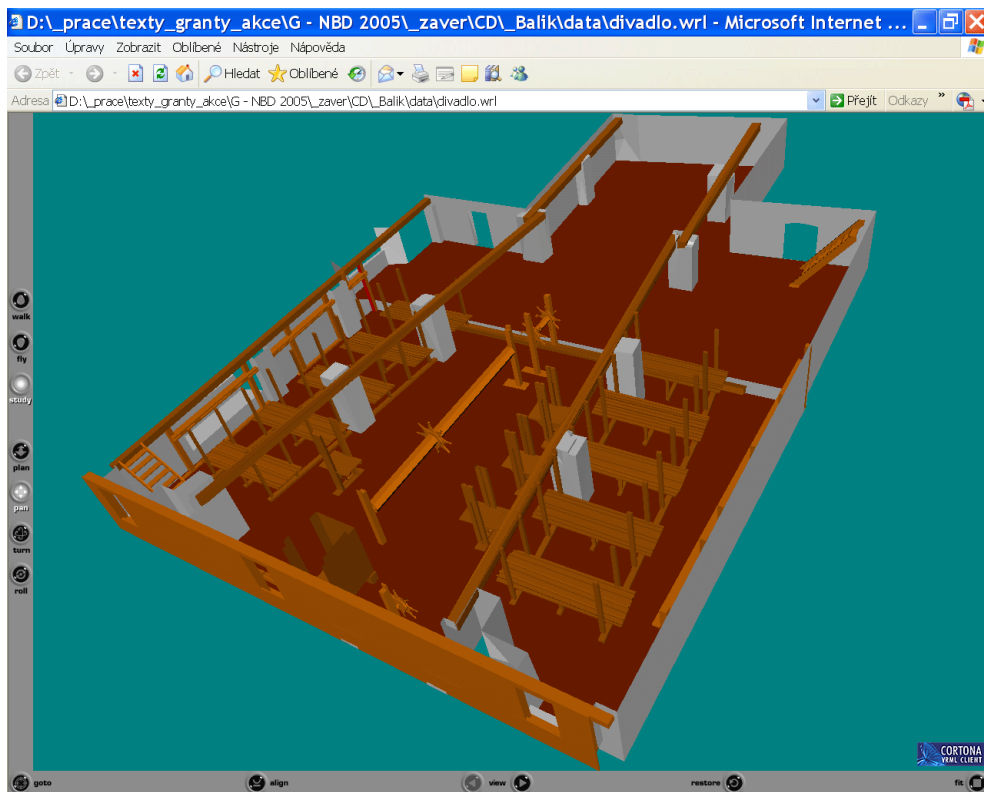 D:\_prace\texty_granty_akce\G - NBD 2005\_zaver\CD\_Balik\data\divadlo.wrl - Microsoft Internet ...
Soubor Úpravy Zobrazit Oblíbené Nástroje Nápověda
Zpět Hledat Oblíbené
Adresa D:\_prace\texty_granty_akce\G - NBD 2005\_zaver\CD\_Balik\data\divadlo.wrl Přejít Odkazy »
walk
fly
study
plan
pan
turn
roll
CORTONA
VRML CLIENT
goto align view restore fit